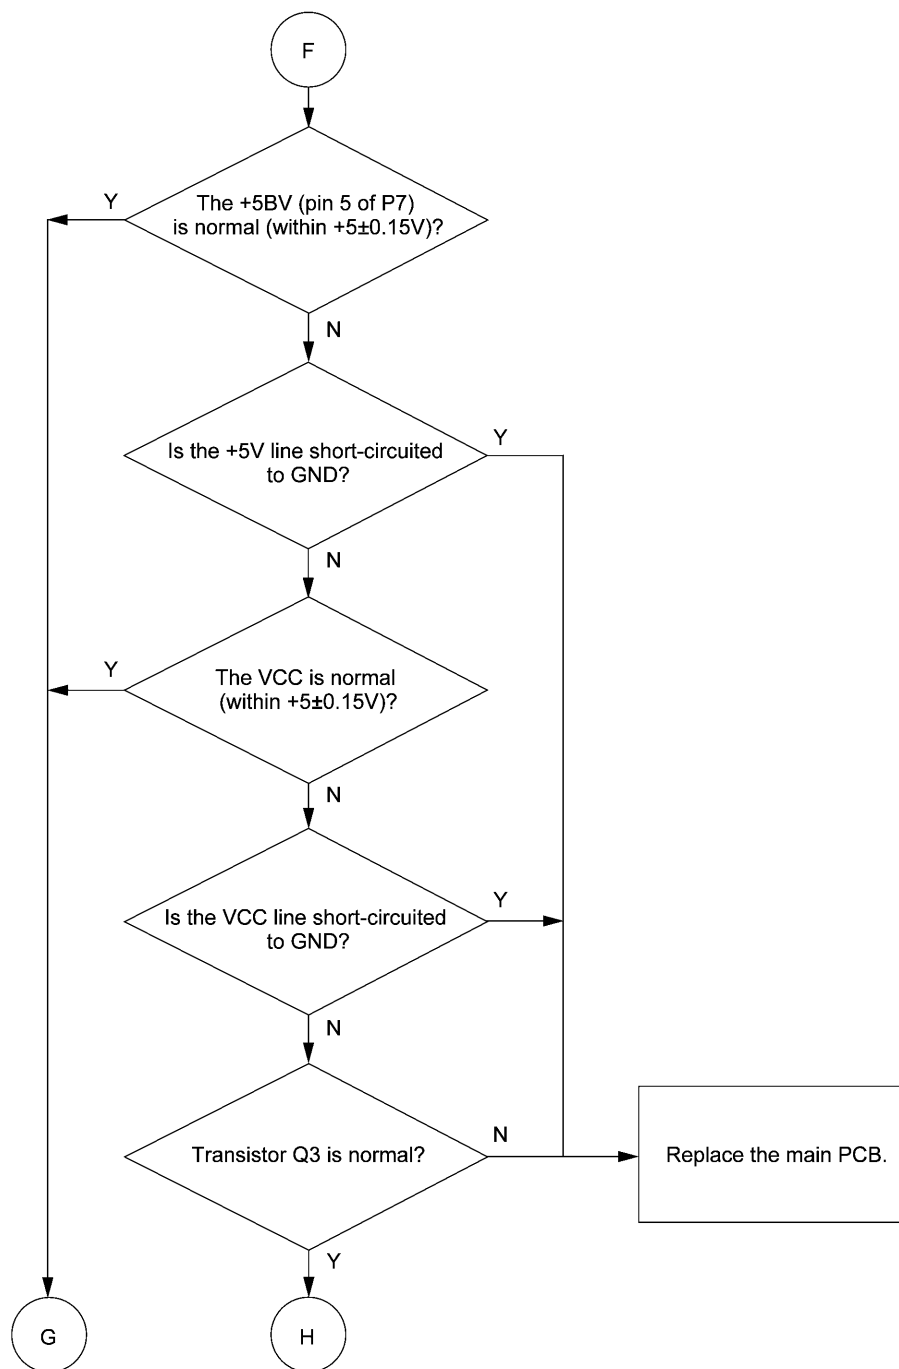 F
Y
The +5BV (pin 5 of P7)
is normal (within +5±0.15V)?
N
Is the +5V line short-circuited
to GND?
Y
N
Y
The VCC is normal
(within +5±0.15V)?
N
Is the VCC line short-circuited
to GND?
Y
N
Transistor Q3 is normal?
N
Replace the main PCB.
Y
G
H